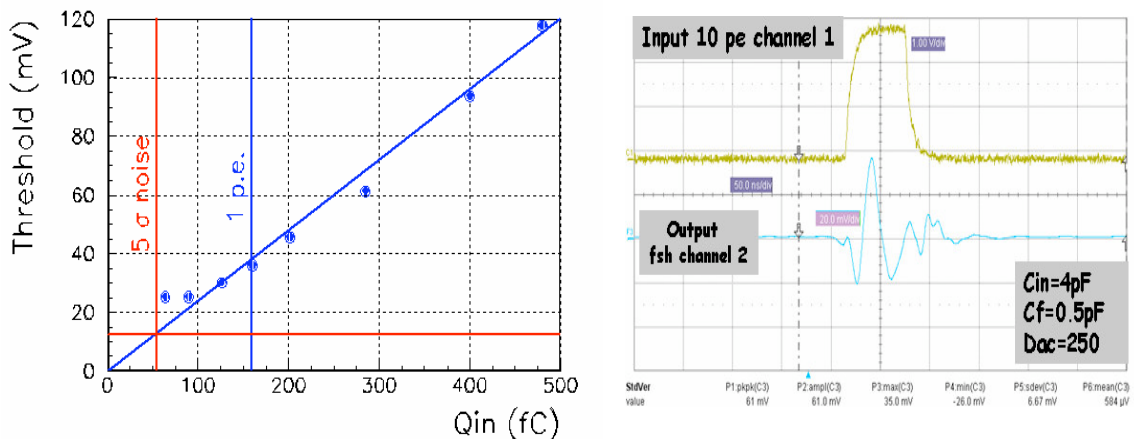 Threshold (mV)
120
100
80
60
40
20
0
5 σ noise
1 p.e.
0
100
200
300
400
500
Qin (fC)
Input 10 pe channel 1
1.00 V/div
50.0 ns/div
20.0 mV/div
Output
fsh channel 2
Cin=4pF
Cf=0.5pF
Dac=250
StdVer P1:pkpk(C3) P2:ampl(C3) P3:max(C3) P4:min(C3) P5:sdev(C3) P6:mean(C3)
value 61 mV 61.0 mV 35.0 mV -26.0 mV 6.67 mV 584 µV